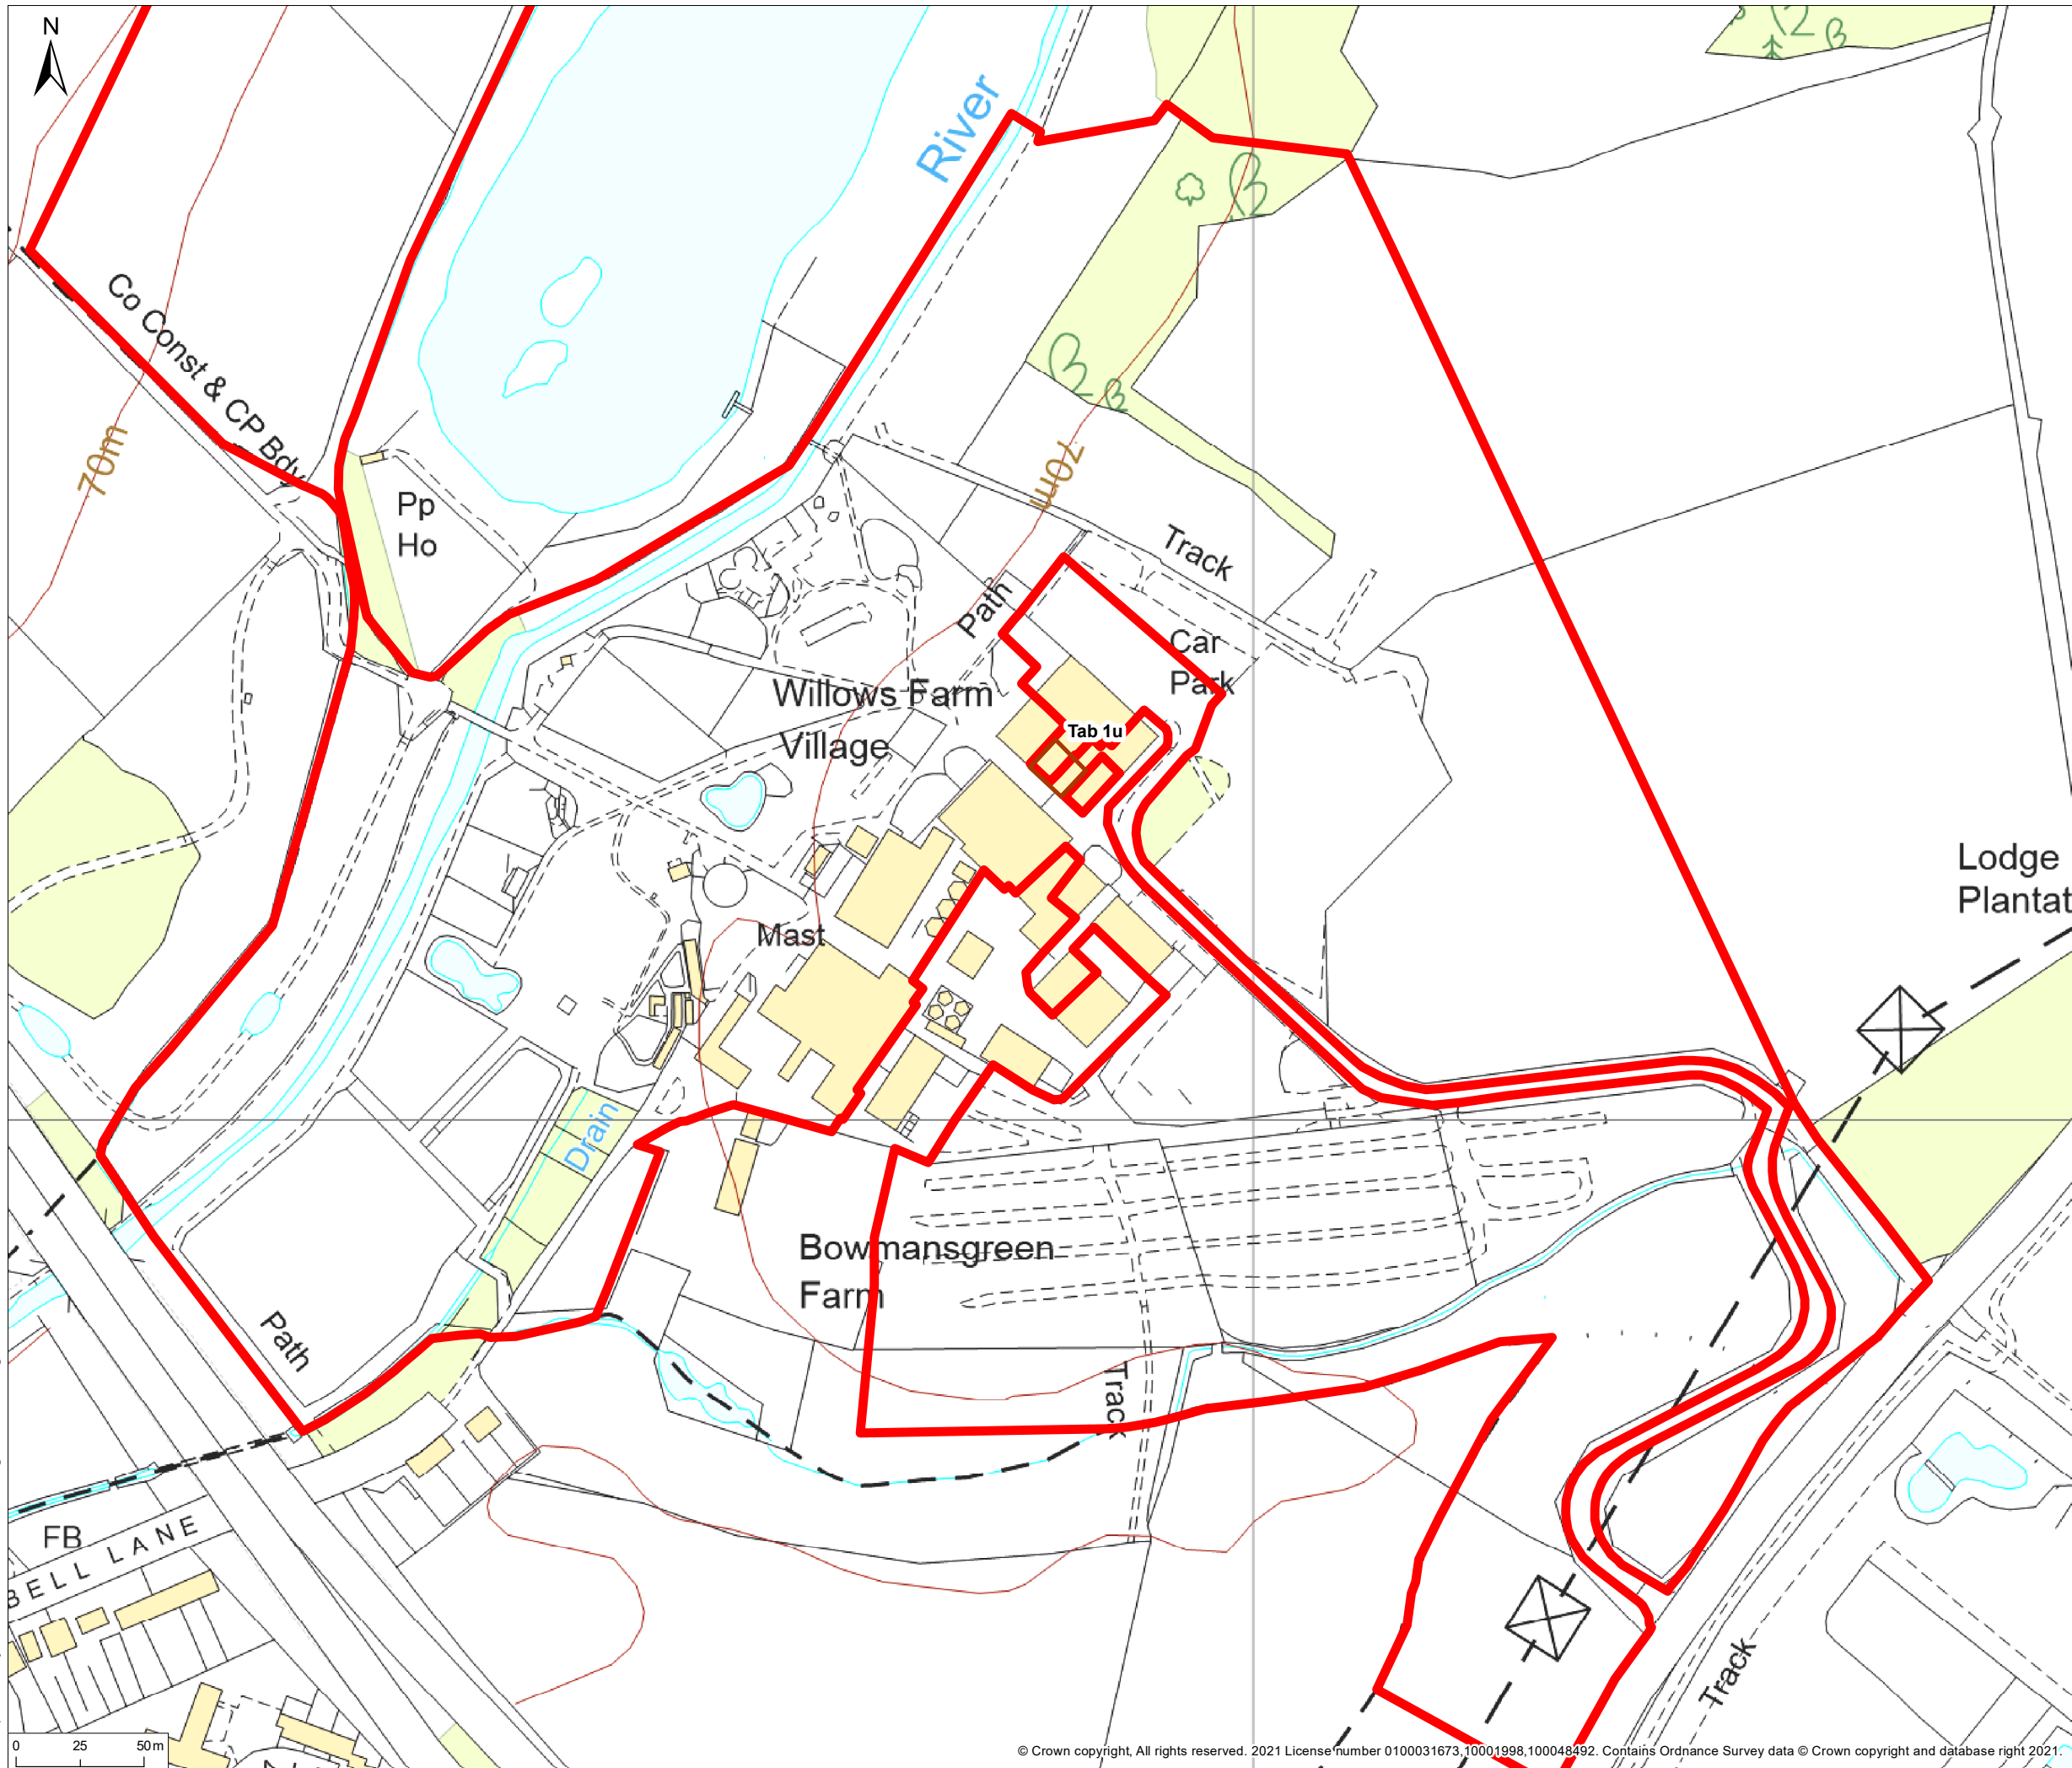 N
River
Co Const & CP Bdy
70m
70m
Pp
Ho
Track
Path
Car
Park
Willows Farm
Village
Tab 1u
Lodge
Plantat
Mast
Drain
Bowmansgreen
Farm
Path
Track
FB
BELL LANE
Track
0 25 50 m
© Crown copyright, All rights reserved. 2021 License number 0100031673,10001998,100048492. Contains Ordnance Survey data © Crown copyright and database right 2021.